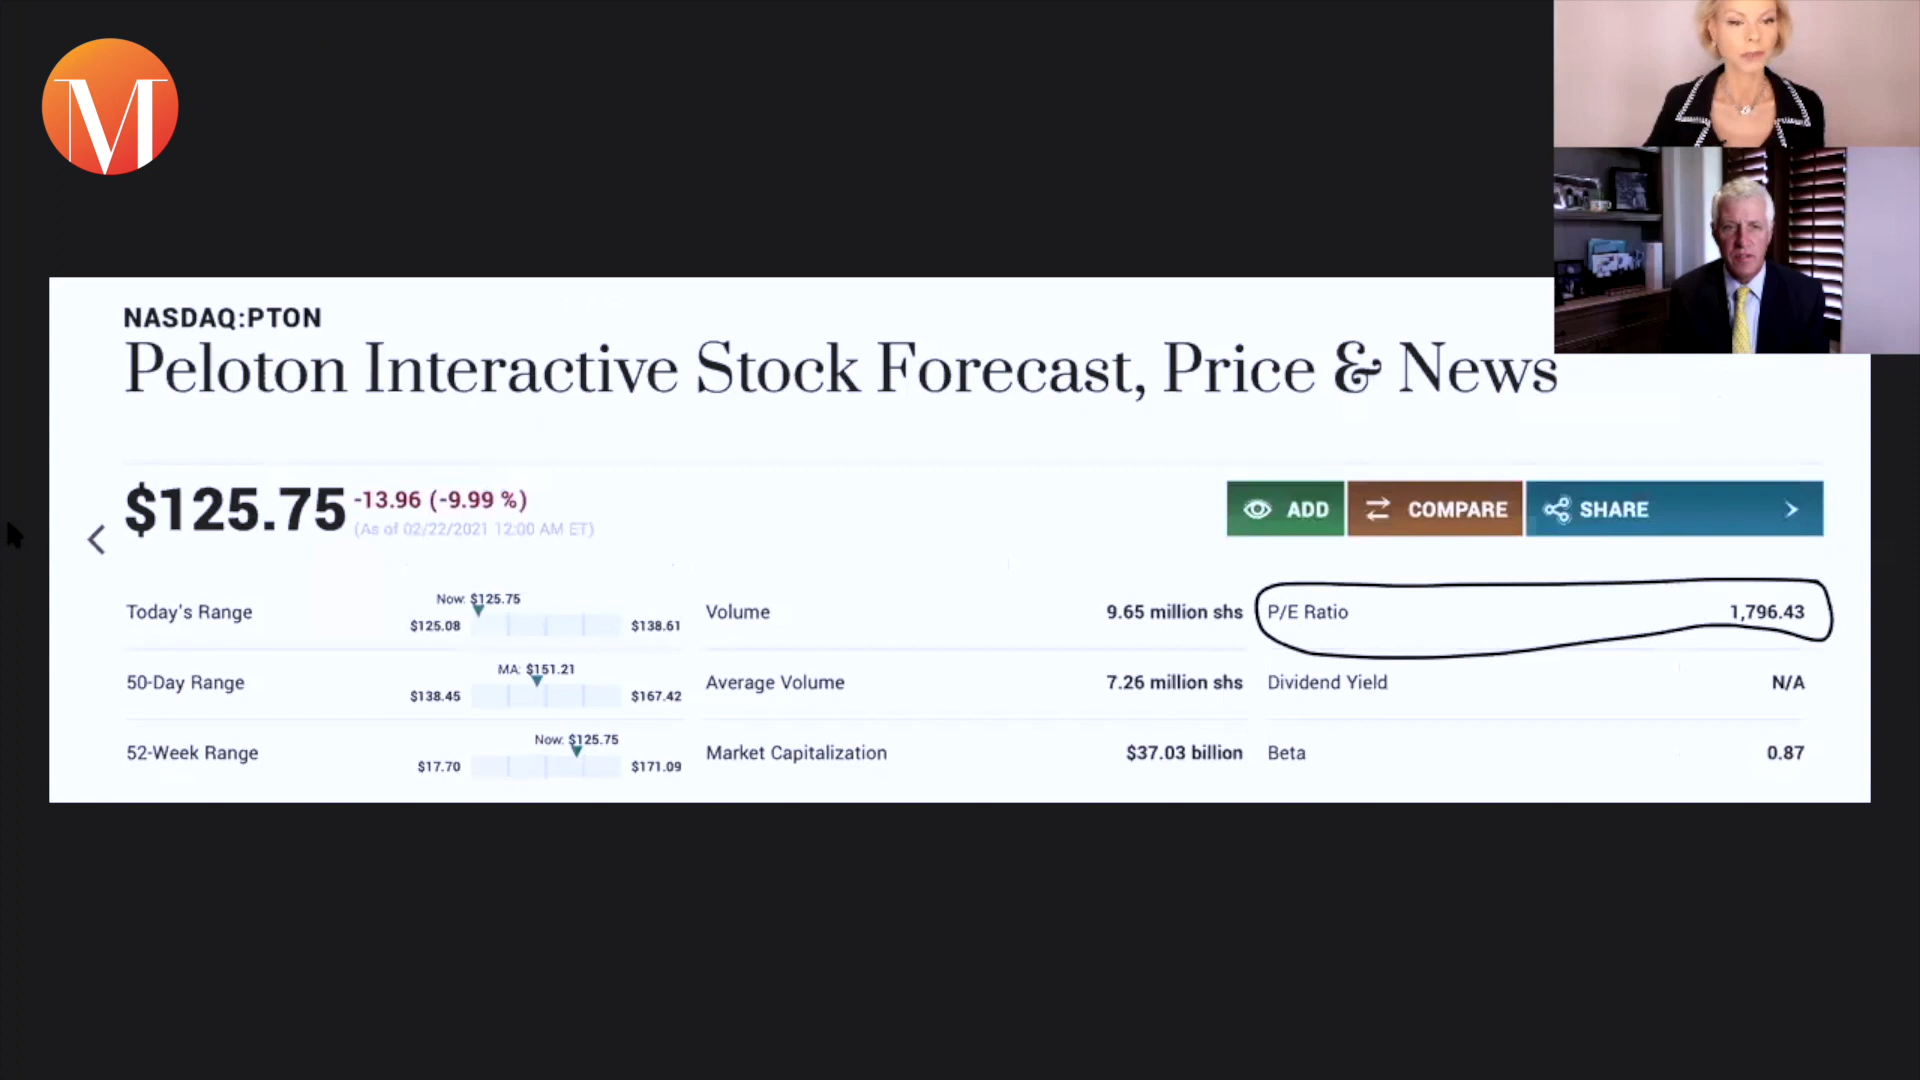 M
NASDAQ:PTON
Peloton Interactive Stock Forecast, Price & News
$125.75 -13.96 (-9.99 %)
(As of 02/22/2021 12:00 AM ET)
ADD
COMPARE
SHARE
Today's Range
Now: $125.75
$125.08
$138.61
Volume
9.65 million shs
P/E Ratio
1,796.43
50-Day Range
MA: $151.21
$138.45
$167.42
Average Volume
7.26 million shs
Dividend Yield
N/A
52-Week Range
Now: $125.75
$17.70
$171.09
Market Capitalization
$37.03 billion
Beta
0.87